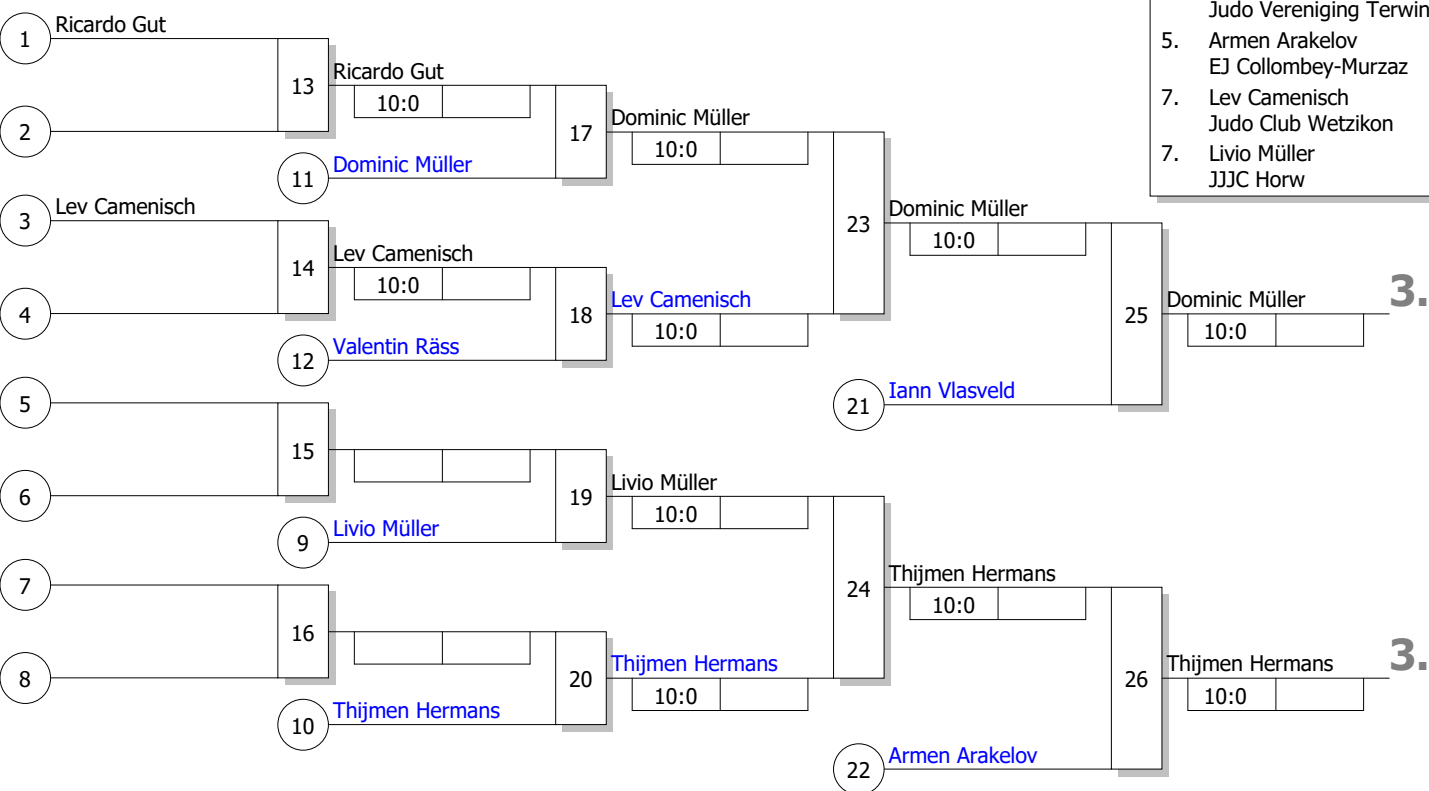 Judo Vereniging Terwin
5. Armen Arakelov
EJ Collombey-Murzaz
7. Lev Camenisch
Judo Club Wetzikon
7. Livio Müller
JJJC Horw
1 Ricardo Gut
13 Ricardo Gut
10:0
2
17 Dominic Müller
10:0
11 Dominic Müller
3 Lev Camenisch
23 Dominic Müller
10:0
14 Lev Camenisch
10:0
4
18 Lev Camenisch
10:0
25 Dominic Müller 3.
10:0
12 Valentin Räss
5
21 Iann Vlasveld
15
6
19 Livio Müller
10:0
9 Livio Müller
7
24 Thijmen Hermans
10:0
16
8
20 Thijmen Hermans
10:0
26 Thijmen Hermans 3.
10:0
10 Thijmen Hermans
22 Armen Arakelov